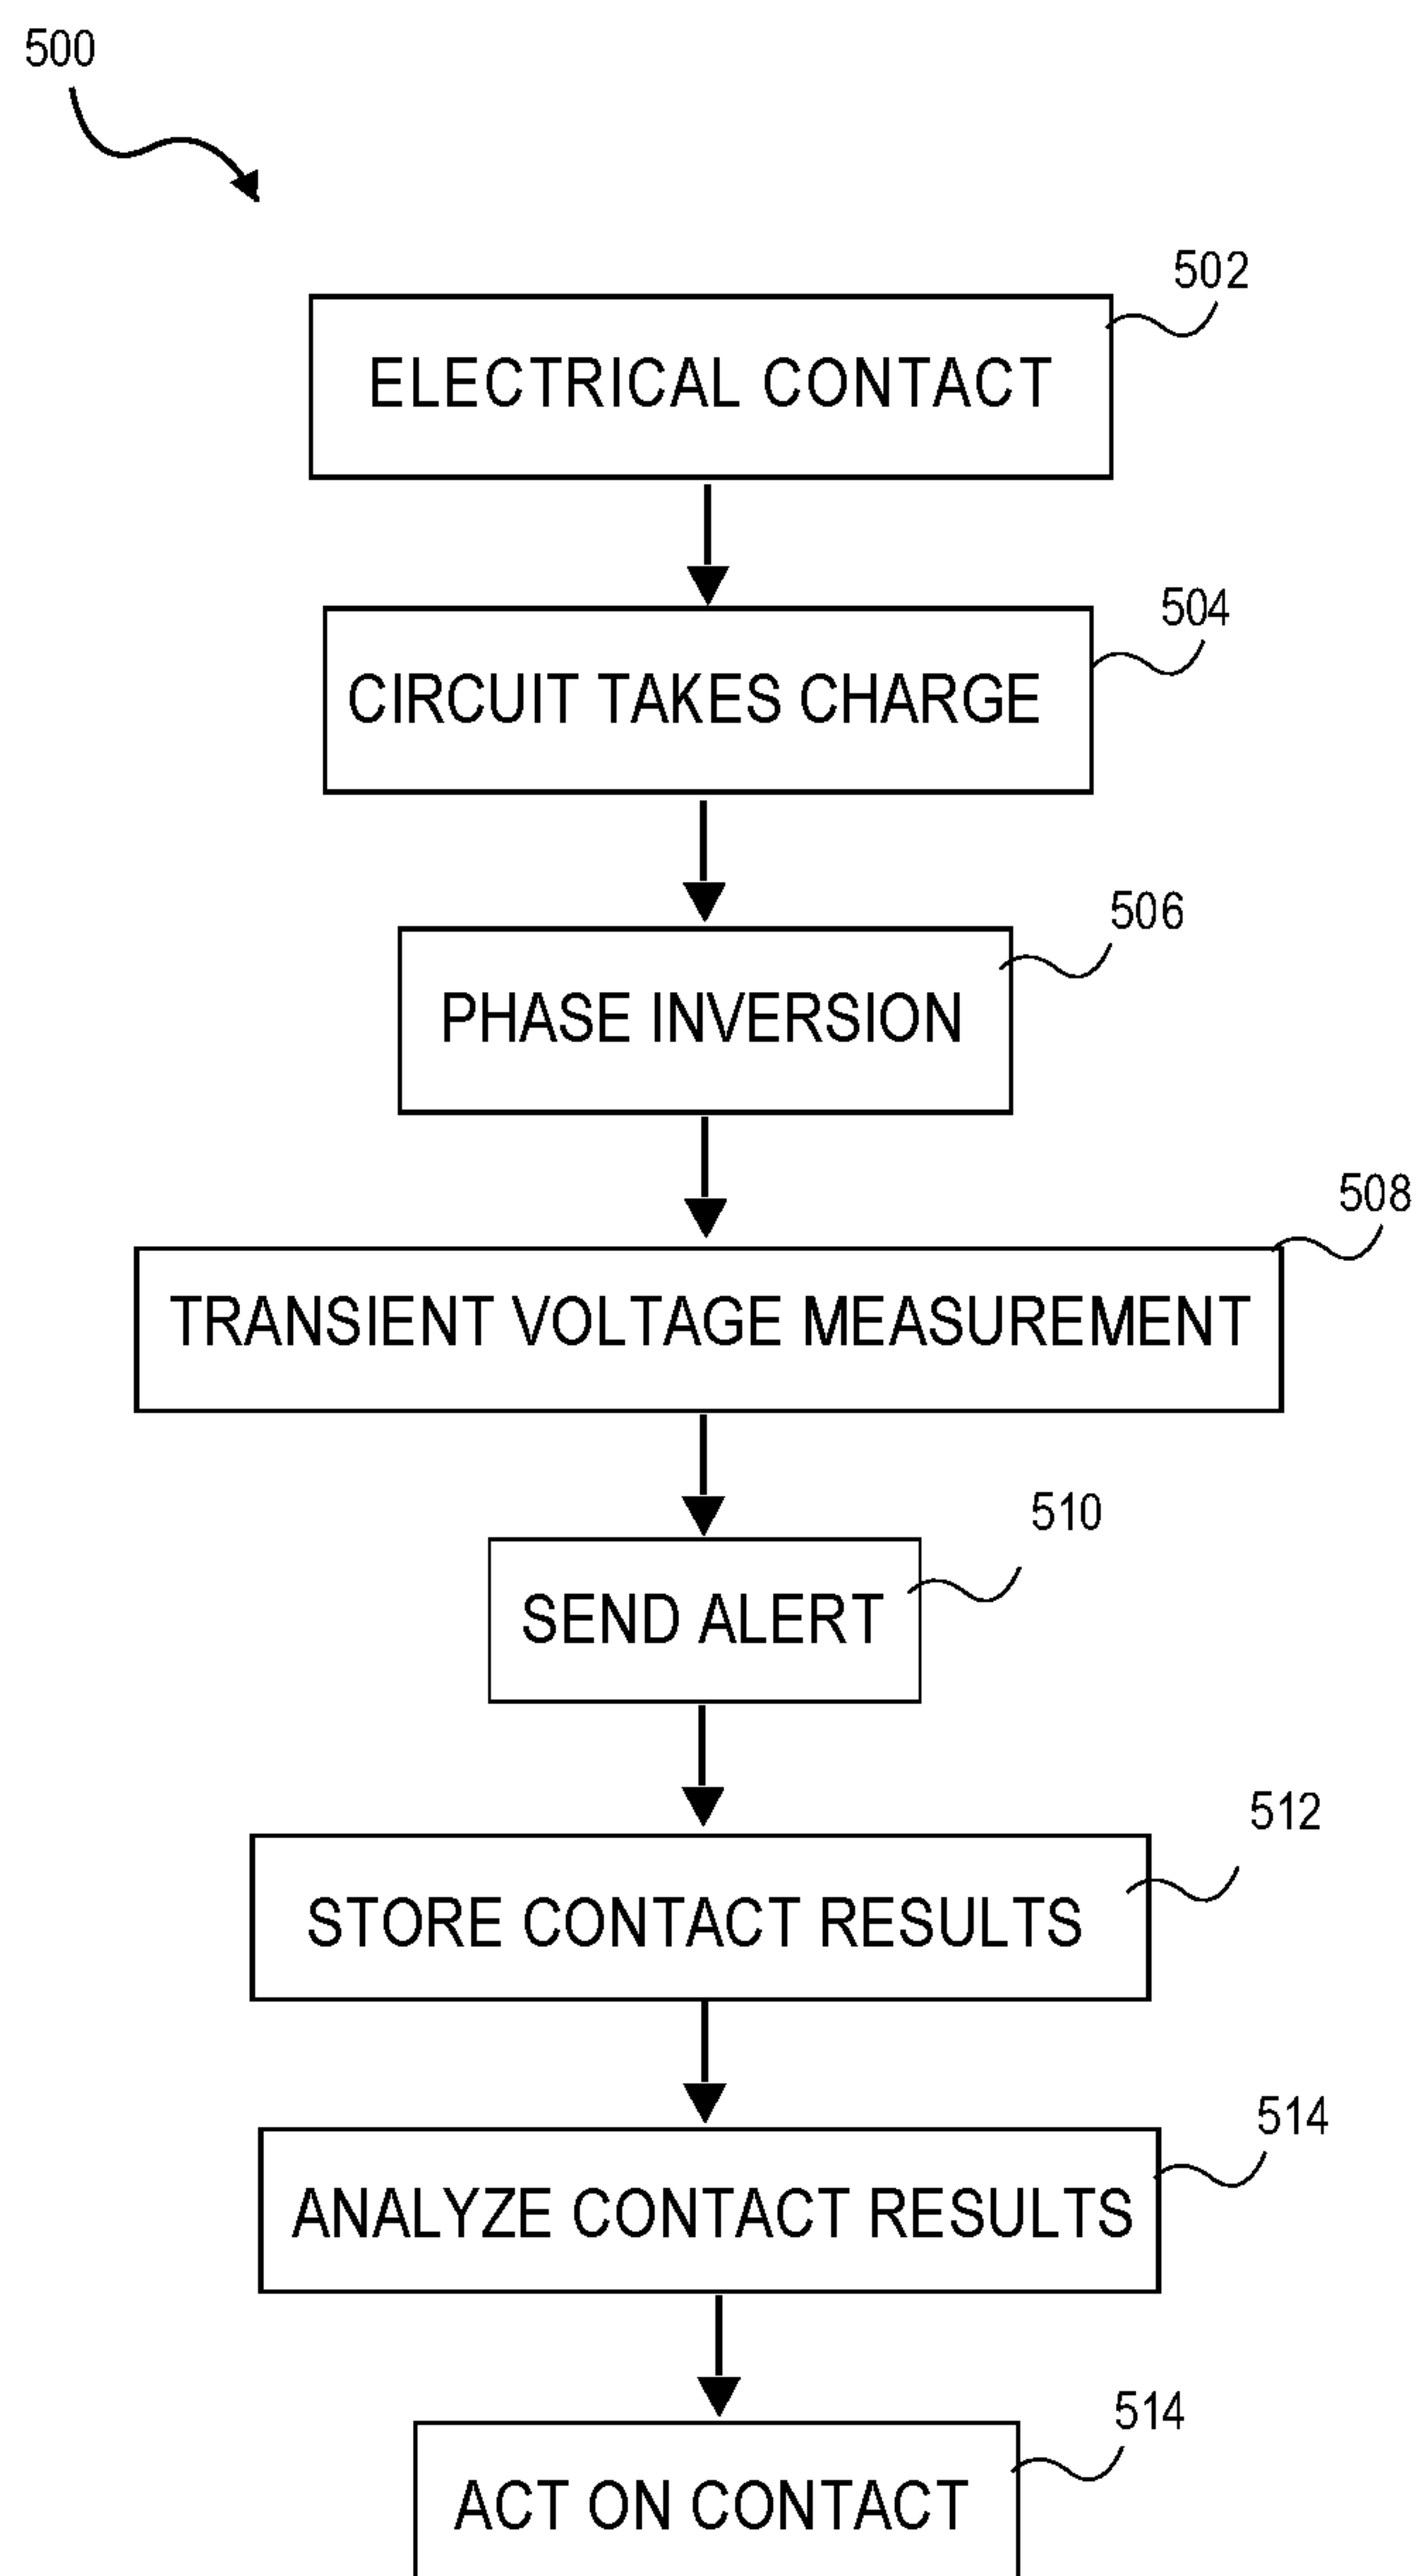 500
502
ELECTRICAL CONTACT
504
CIRCUIT TAKES CHARGE
506
PHASE INVERSION
508
TRANSIENT VOLTAGE MEASUREMENT
510
SEND ALERT
512
STORE CONTACT RESULTS
514
ANALYZE CONTACT RESULTS
514
ACT ON CONTACT